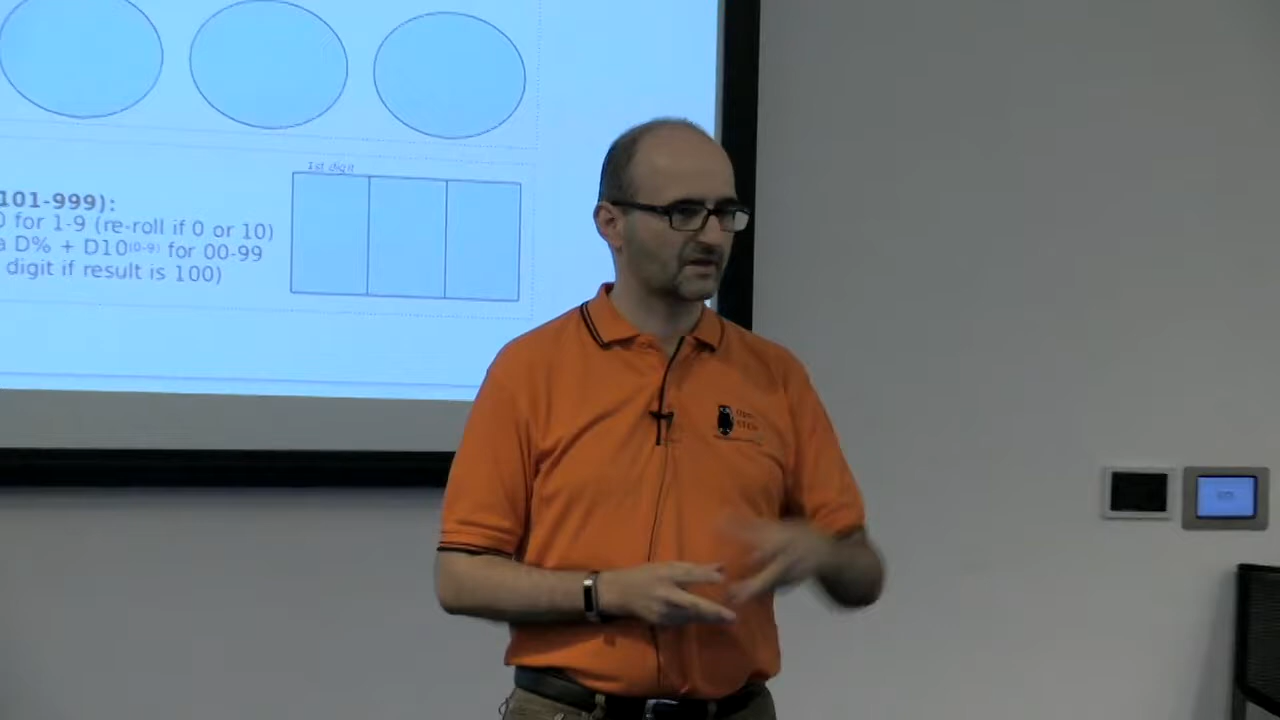 1st digit
101-999):
0 for 1-9 (re-roll if 0 or 10)
a D% + D10(0-9) for 00-99
digit if result is 100)